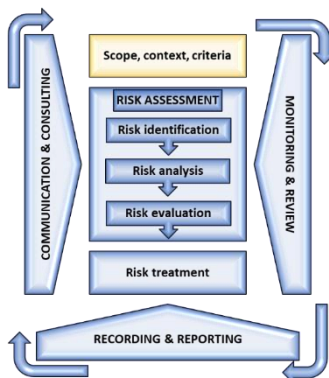 Scope, context, criteria
RISK ASSESSMENT
Risk identification
Risk analysis
Risk evaluation
Risk treatment
COMMUNICATION & CONSULTING
MONITORING & REVIEW
RECORDING & REPORTING